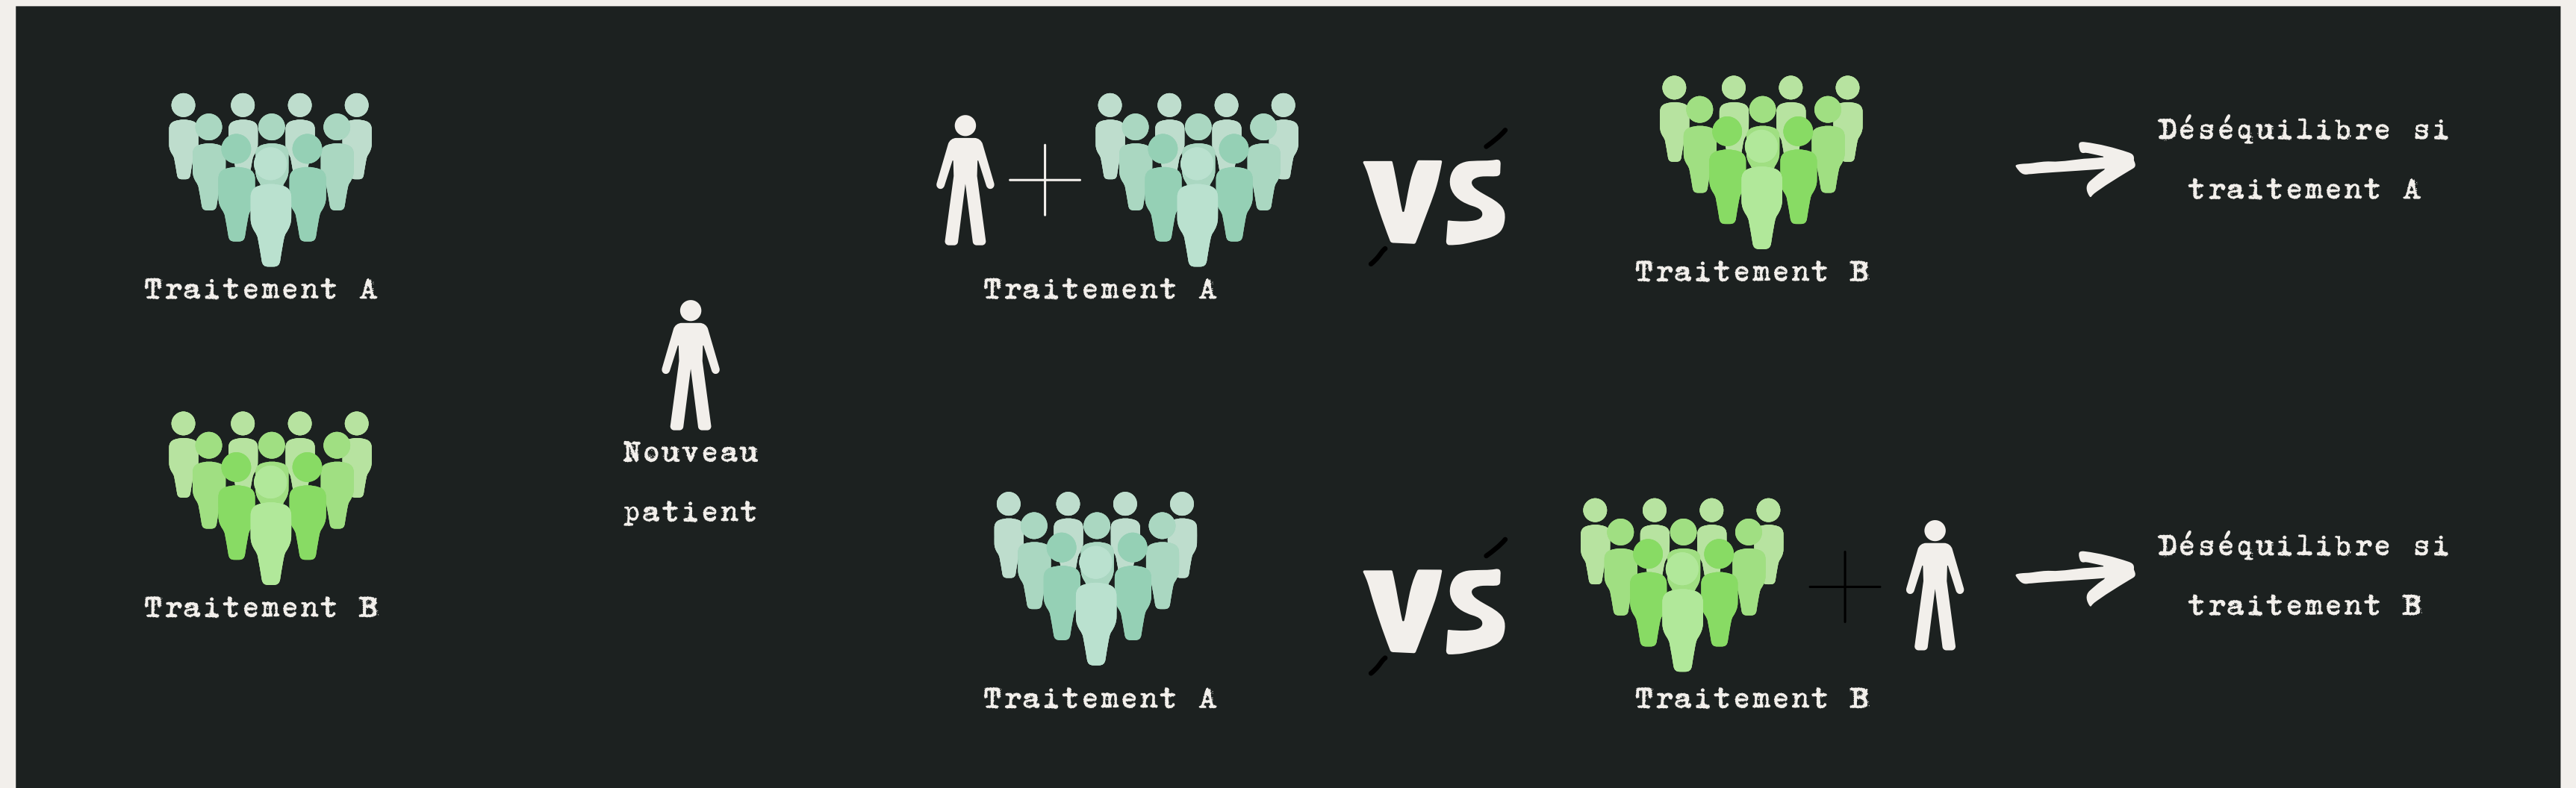 Traitement A
Traitement B
Nouveau
patient
Traitement A
VS
Traitement B
Déséquilibre si
traitement A
Traitement A
VS
Traitement B
Déséquilibre si
traitement B